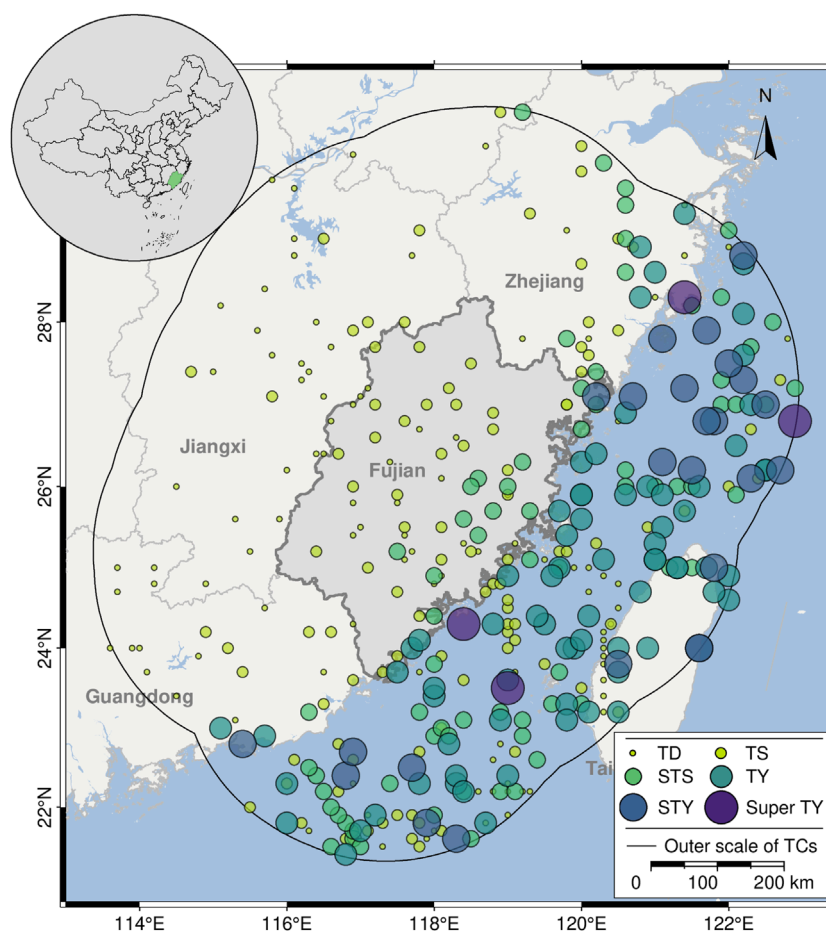 N
Zhejiang
28°N
Jiangxi
Fujian
26°N
24°N
Guangdong
22°N
Tai
TD TS
STS TY
STY Super TY
Outer scale of TCs
0 100 200 km
114°E 116°E 118°E 120°E 122°E